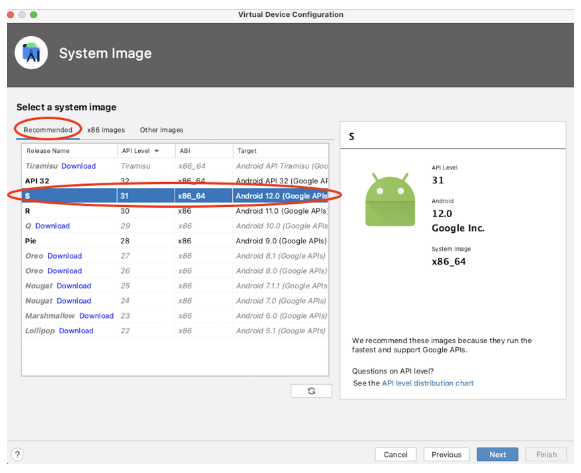 Virtual Device Configuration
System Image
Select a system image
Recommended x86 Images Other Images
Release Name API Level ABI Target
Tiramisu Download Tiramisu x86_64 Android API Tiramisu (Goo
API 32 32 x86_64 Android API 32 (Google AP
S 31 x86_64 Android 12.0 (Google APIs
R 30 x86 Android 11.0 (Google APIs)
Q Download 29 x86 Android 10.0 (Google APIs)
Pie 28 x86 Android 9.0 (Google APIs)
Oreo Download 27 x86 Android 8.1 (Google APIs)
Oreo Download 26 x86 Android 8.0 (Google APIs)
Nougat Download 25 x86 Android 7.1.1 (Google APIs)
Nougat Download 24 x86 Android 7.0 (Google APIs)
Marshmallow Download 23 x86 Android 6.0 (Google APIs)
Lollipop Download 22 x86 Android 5.1 (Google APIs)
S
API Level
31
Android
12.0
Google Inc.
System Image
x86_64
We recommend these images because they run the
fastest and support Google APIs.
Questions on API level?
See the API level distribution chart
? Cancel Previous Next Finish